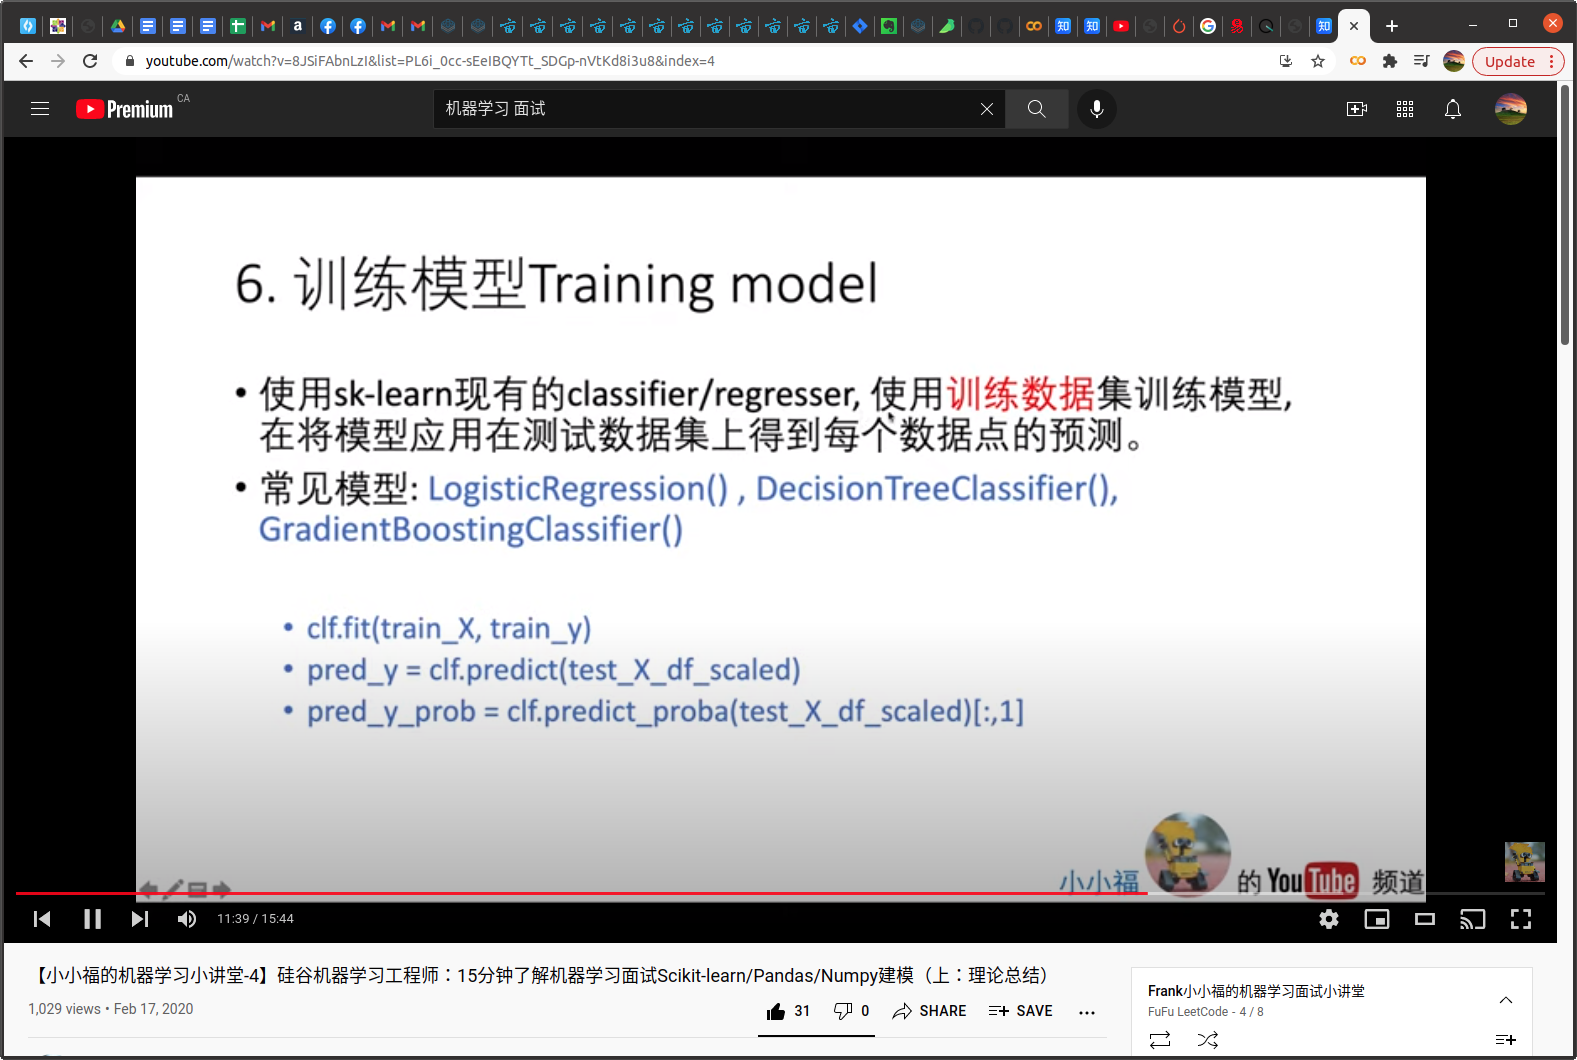 youtube.com/watch?v=8JSiFAbnLzI&list=PL6i_0cc-sEeIBQYTt_SDGp-nVtKd8i3u8&index=4
Update
Premium CA
机器学习 面试
6. 训练模型Training model
• 使用sk-learn现有的classifier/regresser, 使用训练数据集训练模型,
在将模型应用在测试数据集上得到每个数据点的预测。
• 常见模型: LogisticRegression() , DecisionTreeClassifier(),
GradientBoostingClassifier()
• clf.fit(train_X, train_y)
• pred_y = clf.predict(test_X_df_scaled)
• pred_y_prob = clf.predict_proba(test_X_df_scaled)[:,1]
小小福 的 YouTube 频道
11:39 / 15:44
【小小福的机器学习小讲堂-4】硅谷机器学习工程师：15分钟了解机器学习面试Scikit-learn/Pandas/Numpy建模（上：理论总结）
1,029 views • Feb 17, 2020
31 0 SHARE SAVE
Frank小小福的机器学习面试小讲堂
FuFu LeetCode - 4 / 8